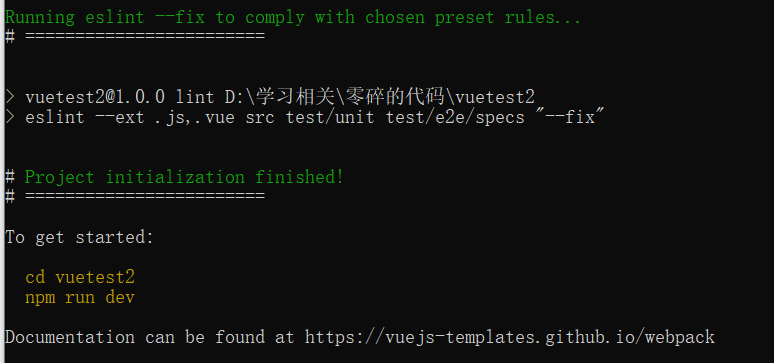 Running eslint --fix to comply with chosen preset rules...
# ========================
> vuetest2@1.0.0 lint D:\学习相关\零碎的代码\vuetest2
> eslint --ext .js,.vue src test/unit test/e2e/specs "--fix"
# Project initialization finished!
# ========================
To get started:
cd vuetest2
npm run dev
Documentation can be found at https://vuejs-templates.github.io/webpack